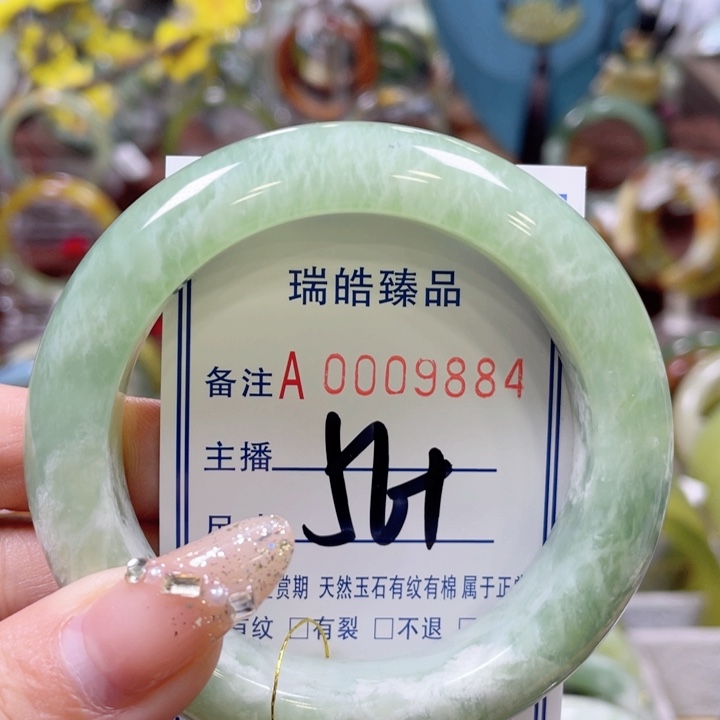 瑞皓臻品
备注 A 0009884
主播
赏期 天然玉石有纹有棉属于正
有纹 □有裂 □不退 □